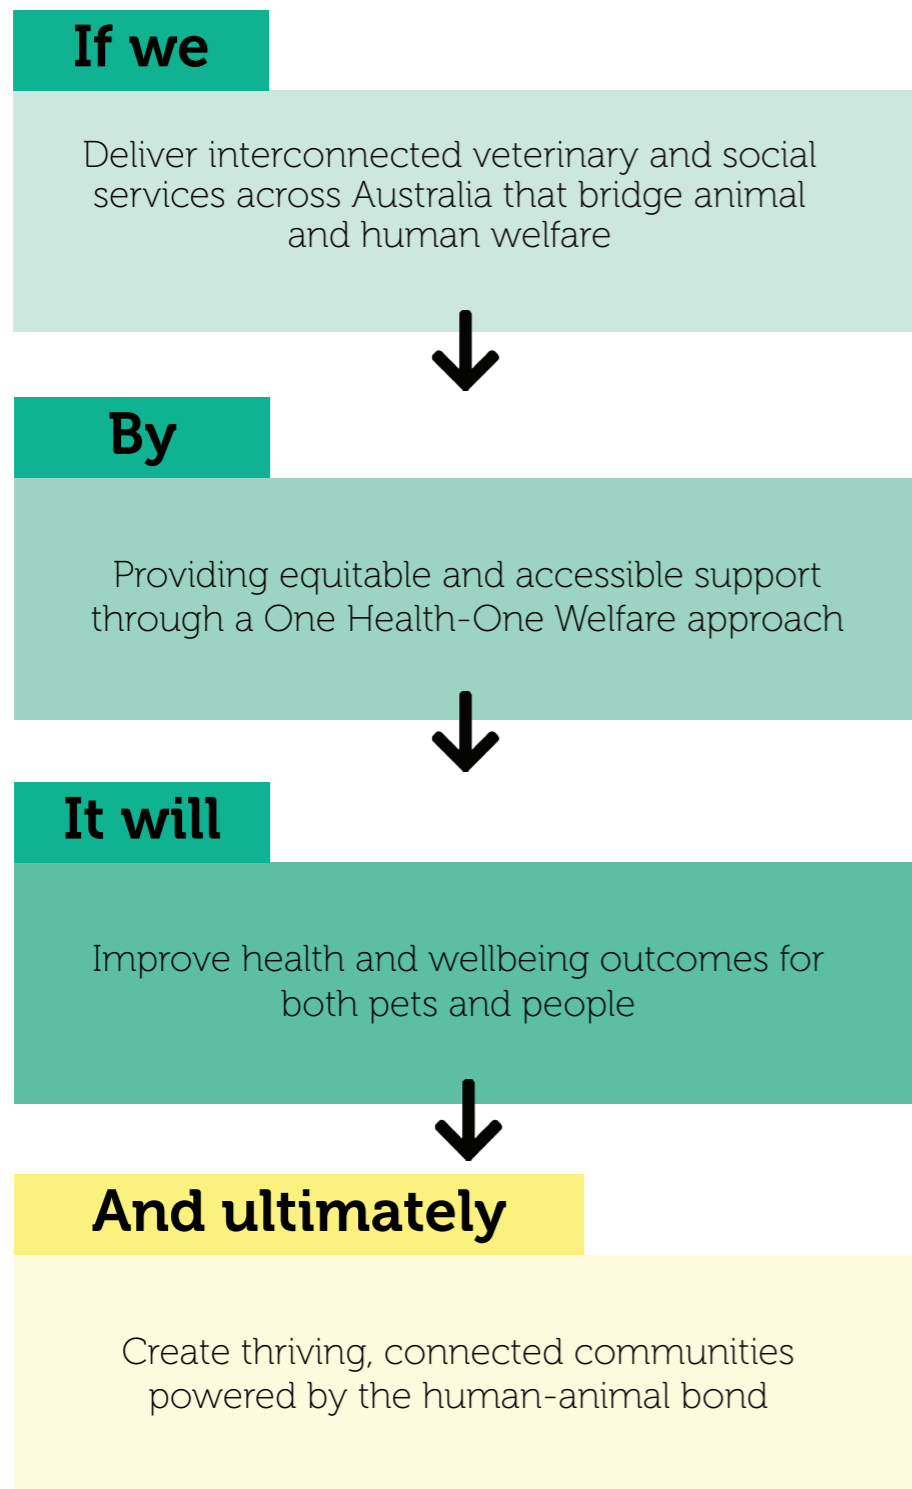 If we
Deliver interconnected veterinary and social
services across Australia that bridge animal
and human welfare
By
Providing equitable and accessible support
through a One Health-One Welfare approach
It will
Improve health and wellbeing outcomes for
both pets and people
And ultimately
Create thriving, connected communities
powered by the human-animal bond